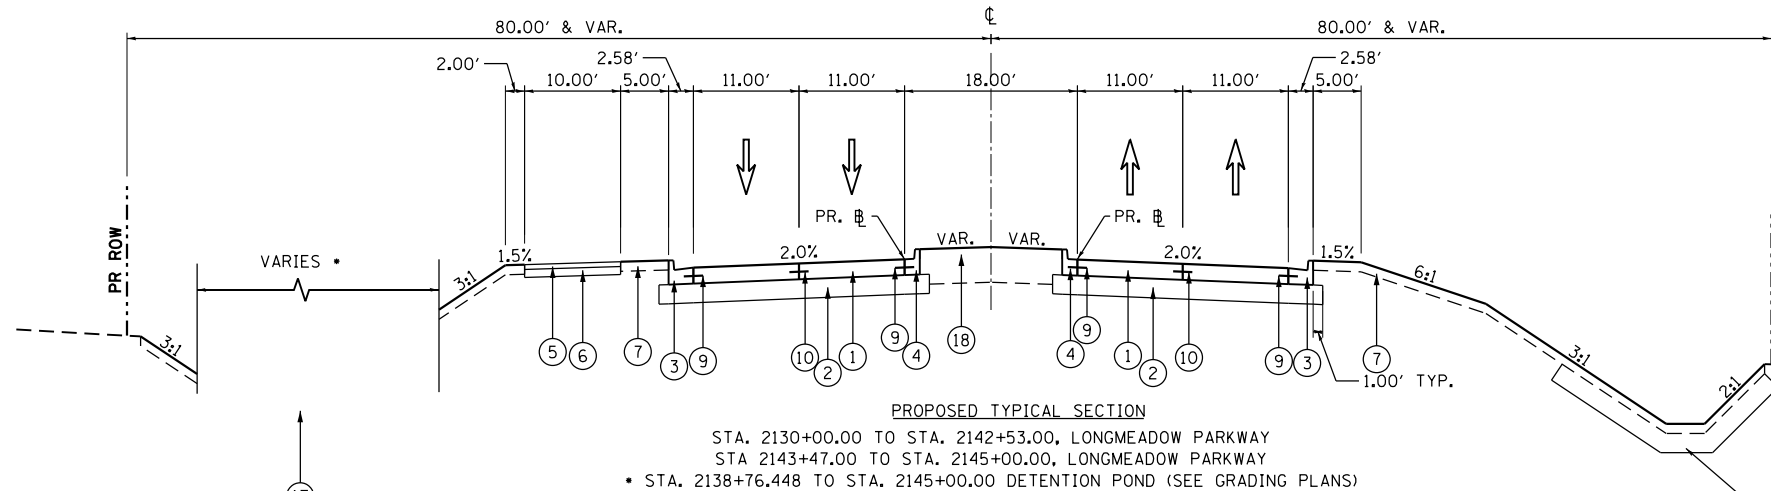 ℄
80.00' & VAR. 80.00' & VAR.
2.00' 2.58' 2.58'
10.00' 5.00' 11.00' 11.00' 18.00' 11.00' 11.00' 5.00'
PR. ℄ PR. ℄
PR ROW
VARIES *
3:1 3:1 1.5% 2.0% VAR. VAR. 2.0% 1.5% 6:1 3:1 2:1
5 6 7 3 9 10 2 1 9 4 18 4 9 1 2 10 9 3 7
1.00' TYP.
PROPOSED TYPICAL SECTION
STA. 2130+00.00 TO STA. 2142+53.00, LONGMEADOW PARKWAY
STA 2143+47.00 TO STA. 2145+00.00, LONGMEADOW PARKWAY
* STA. 2138+76.448 TO STA. 2145+00.00 DETENTION POND (SEE GRADING PLANS)